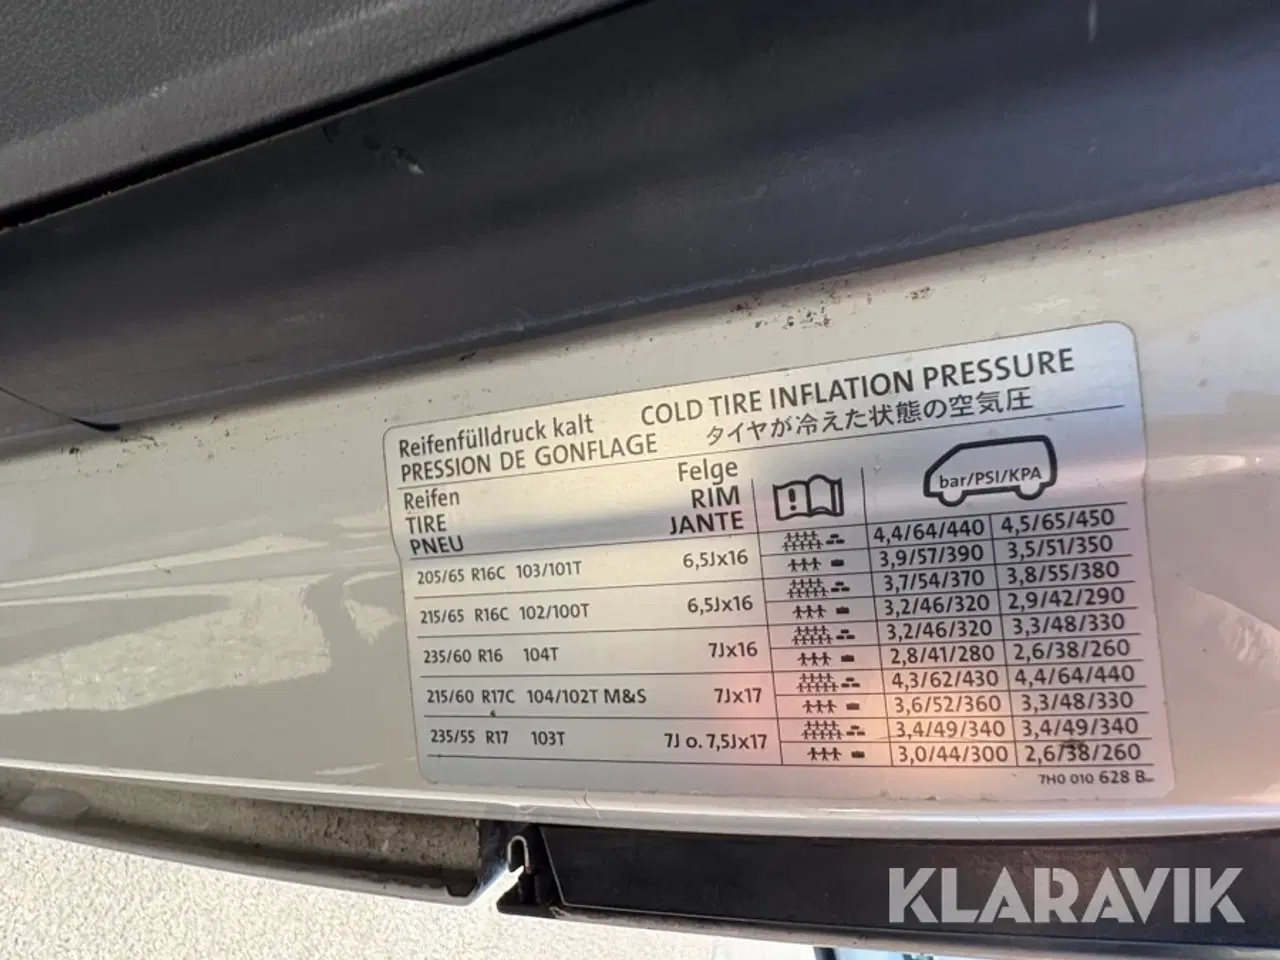 Reifenfülldruck kalt COLD TIRE INFLATION PRESSURE
PRESSION DE GONFLAGE タイヤが冷えた状態の空気圧
Reifen Felge
TIRE RIM
PNEU JANTE
bar/PSI/KPA
205/65 R16C 103/101T 6,5Jx16
4,4/64/440 4,5/65/450
3,9/57/390 3,5/51/350
215/65 R16C 102/100T 6,5Jx16
3,7/54/370 3,8/55/380
3,2/46/320 2,9/42/290
235/60 R16 104T 7Jx16
3,2/46/320 3,3/48/330
2,8/41/280 2,6/38/260
215/60 R17C 104/102T M&S 7Jx17
4,3/62/430 4,4/64/440
3,6/52/360 3,3/48/330
235/55 R17 103T 7J o. 7,5Jx17
3,4/49/340 3,4/49/340
3,0/44/300 2,6/38/260
7H0 010 628 B
KLARAVIK